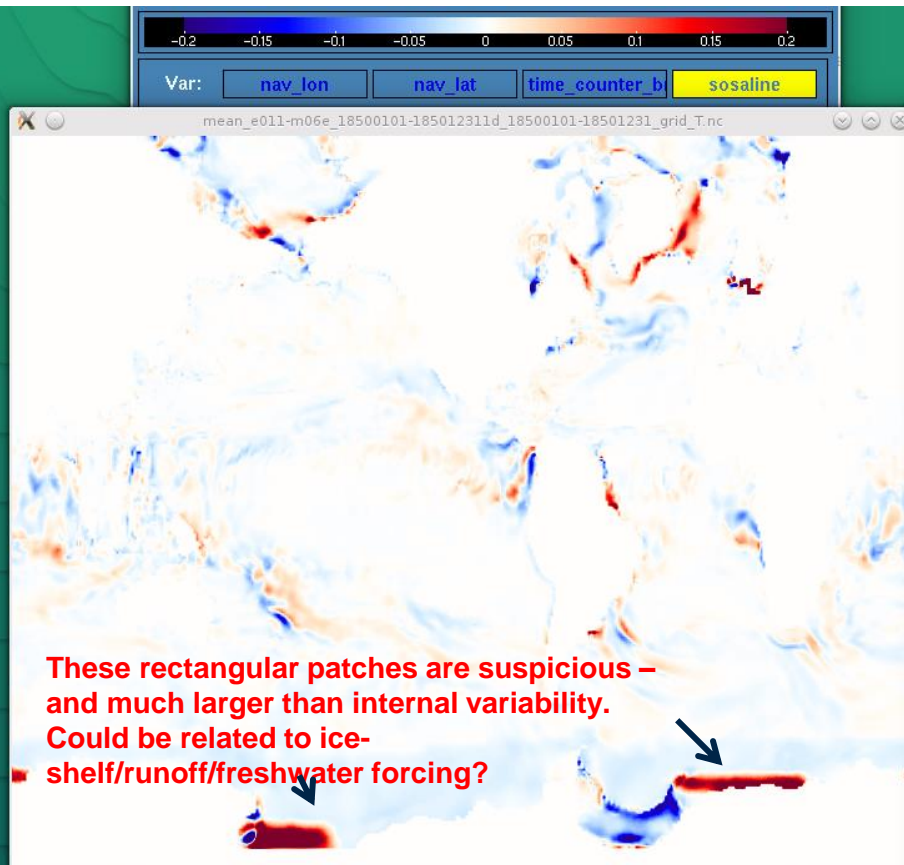 -0.2 -0.15 -0.1 -0.05 0 0.05 0.1 0.15 0.2
Var: nav_lon nav_lat time_counter_b sosaline
mean_e011-m06e_18500101-185012311d_18500101-18501231_grid_T.nc
These rectangular patches are suspicious –
and much larger than internal variability.
Could be related to ice-
shelf/runoff/freshwater forcing?